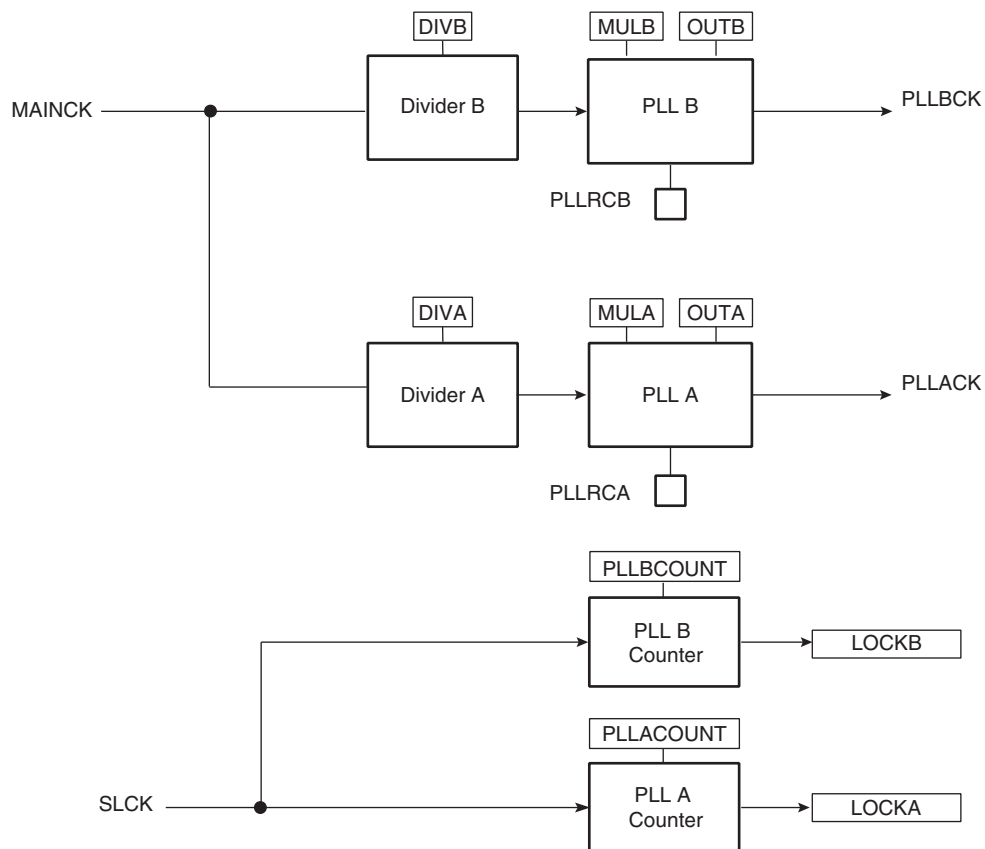 DIVB
MULB
OUTB
MAINCK
Divider B
PLL B
PLLBCK
PLLRCB
DIVA
MULA
OUTA
Divider A
PLL A
PLLACK
PLLRCA
PLLBCOUNT
PLL B
Counter
LOCKB
PLLACOUNT
SLCK
PLL A
Counter
LOCKA